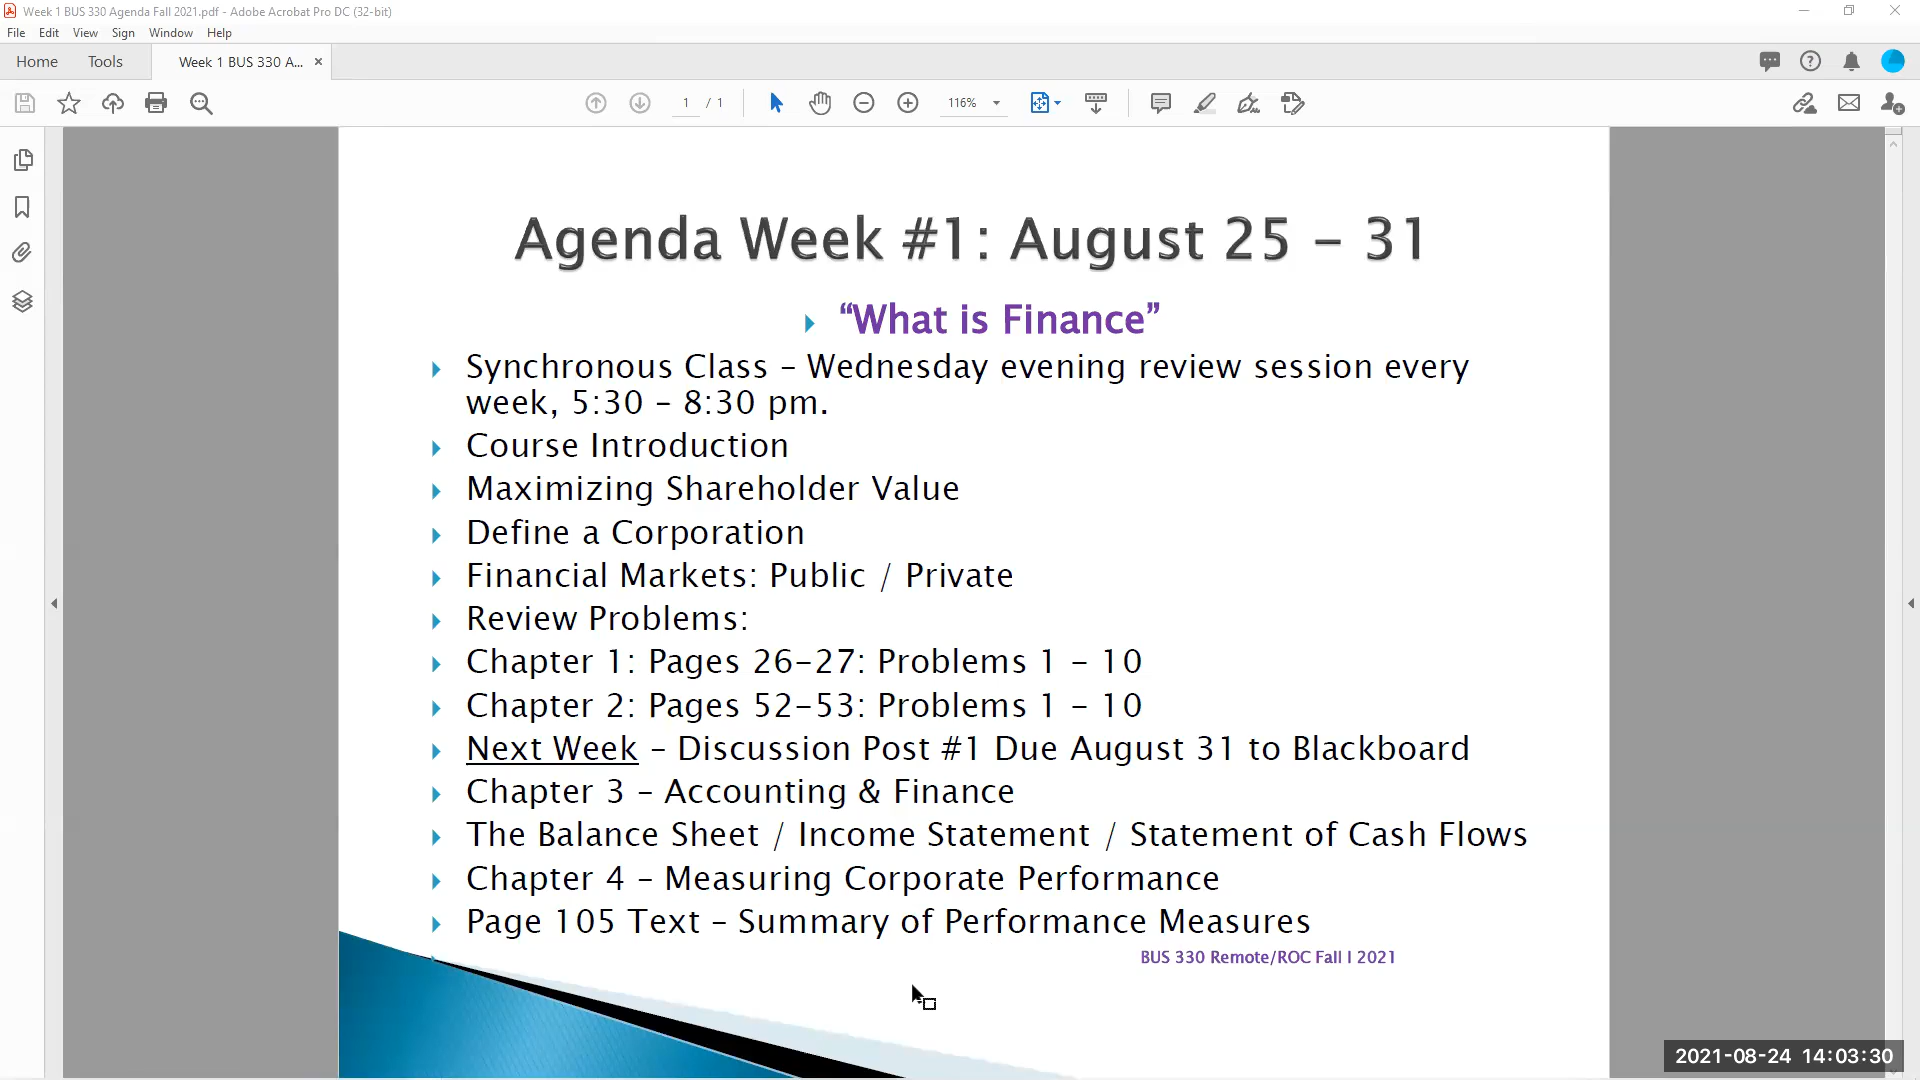 Week 1 BUS 330 Agenda Fall 2021.pdf - Adobe Acrobat Pro DC (32-bit)
File Edit View Sign Window Help
Home Tools Week 1 BUS 330 A... ×
1 / 1 116%
Agenda Week #1: August 25 – 31
“What is Finance”
Synchronous Class – Wednesday evening review session every
week, 5:30 – 8:30 pm.
Course Introduction
Maximizing Shareholder Value
Define a Corporation
Financial Markets: Public / Private
Review Problems:
Chapter 1: Pages 26-27: Problems 1 – 10
Chapter 2: Pages 52-53: Problems 1 – 10
Next Week – Discussion Post #1 Due August 31 to Blackboard
Chapter 3 – Accounting & Finance
The Balance Sheet / Income Statement / Statement of Cash Flows
Chapter 4 – Measuring Corporate Performance
Page 105 Text – Summary of Performance Measures
BUS 330 Remote/ROC Fall I 2021
2021-08-24 14:03:30